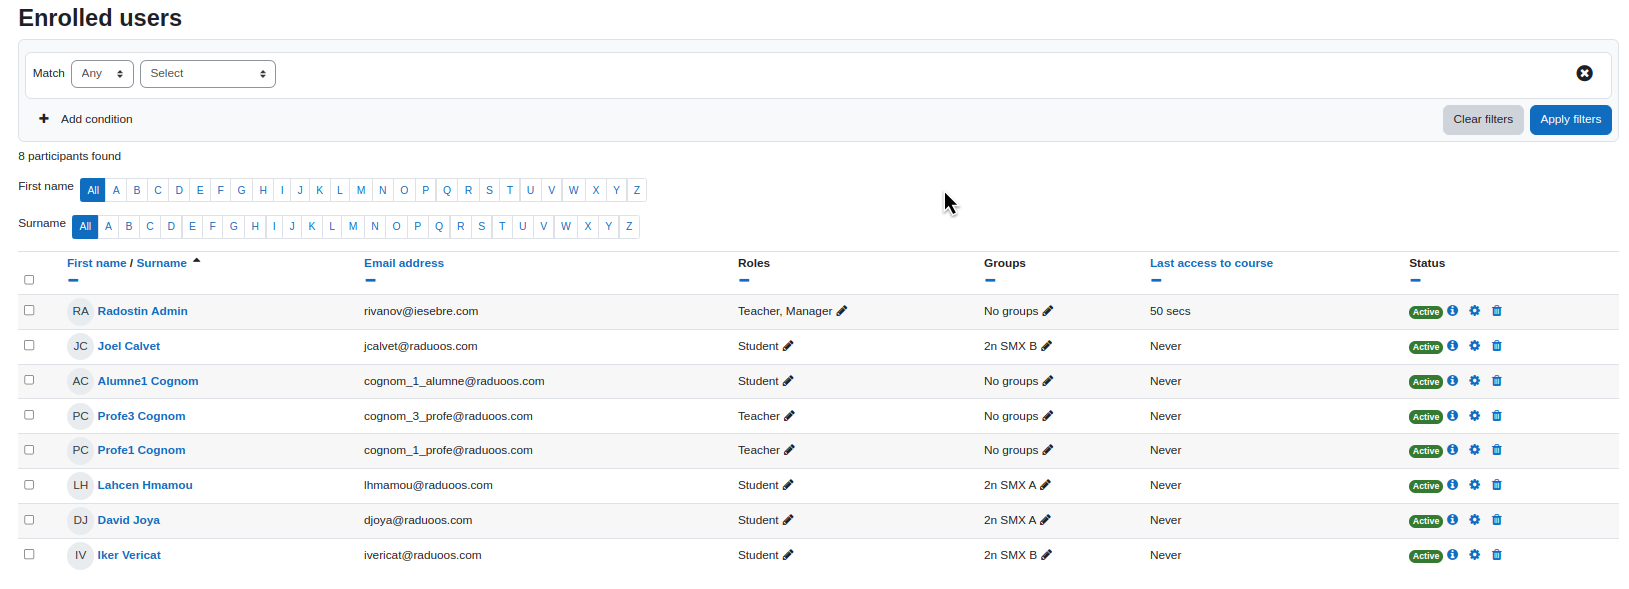 Enrolled users
Match Any Select
Add condition Clear filters Apply filters
8 participants found
First name All A B C D E F G H I J K L M N O P Q R S T U V W X Y Z
Surname All A B C D E F G H I J K L M N O P Q R S T U V W X Y Z
First name / Surname Email address Roles Groups Last access to course Status
RA Radostin Admin rivanov@iesebre.com Teacher, Manager No groups 50 secs Active
JC Joel Calvet jcalvet@raduoos.com Student 2n SMX B Never Active
AC Alumne1 Cognom cognom_1_alumne@raduoos.com Student No groups Never Active
PC Profe3 Cognom cognom_3_profe@raduoos.com Teacher No groups Never Active
PC Profe1 Cognom cognom_1_profe@raduoos.com Teacher No groups Never Active
LH Lahcen Hmamou lhmamou@raduoos.com Student 2n SMX A Never Active
DJ David Joya djoya@raduoos.com Student 2n SMX A Never Active
IV Iker Vericat ivericat@raduoos.com Student 2n SMX B Never Active